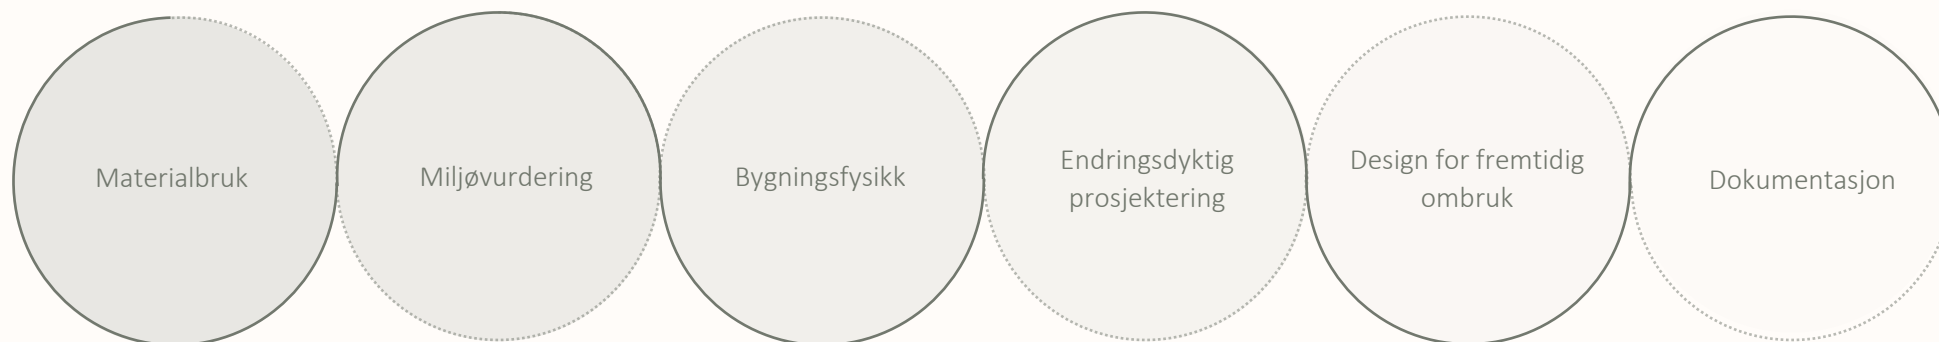 Materialbruk
Miljøvurdering
Bygningsfysikk
Endringsdyktig
prosjektering
Design for fremtidig
ombruk
Dokumentasjon